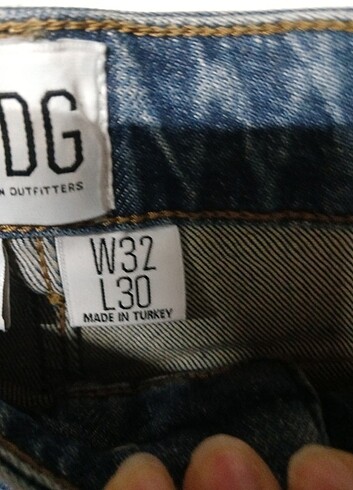 DG
N OUTFITTERS
W32
L30
MADE IN TURKEY